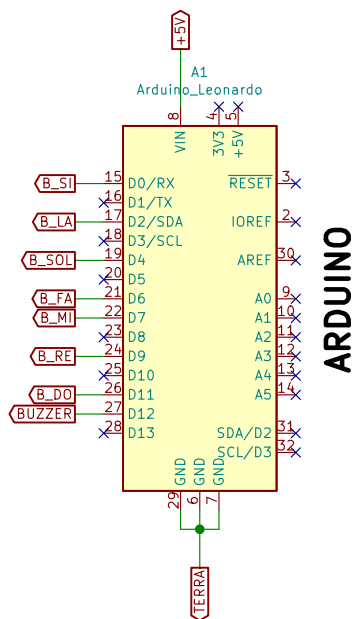 +5V
A1
Arduino_Leonardo
8
4
5
VIN
3V3
+5V
B_SI 15 D0/RX RESET 3
16 D1/TX
B_LA 17 D2/SDA IOREF 2
18 D3/SCL
B_SOL 19 D4 AREF 30
20 D5
B_FA 21 D6 A0 9
B_MI 22 D7 A1 10
23 D8 A2 11
B_RE 24 D9 A3 12
25 D10 A4 13
B_DO 26 D11 A5 14
BUZZER 27 D12
28 D13 SDA/D2 31
SCL/D3 32
GND
GND
GND
29
6
7
TERRA
ARDUINO